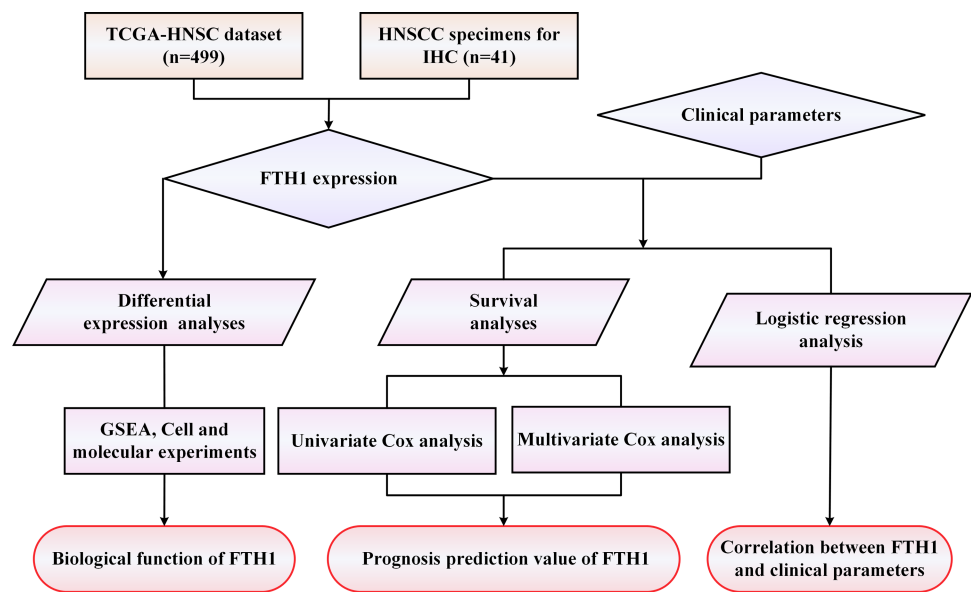 TCGA-HNSC dataset
(n=499)
HNSCC specimens for
IHC (n=41)
Clinical parameters
FTH1 expression
Differential
expression analyses
Survival
analyses
Logistic regression
analysis
GSEA, Cell and
molecular experiments
Univariate Cox analysis
Multivariate Cox analysis
Biological function of FTH1
Prognosis prediction value of FTH1
Correlation between FTH1
and clinical parameters